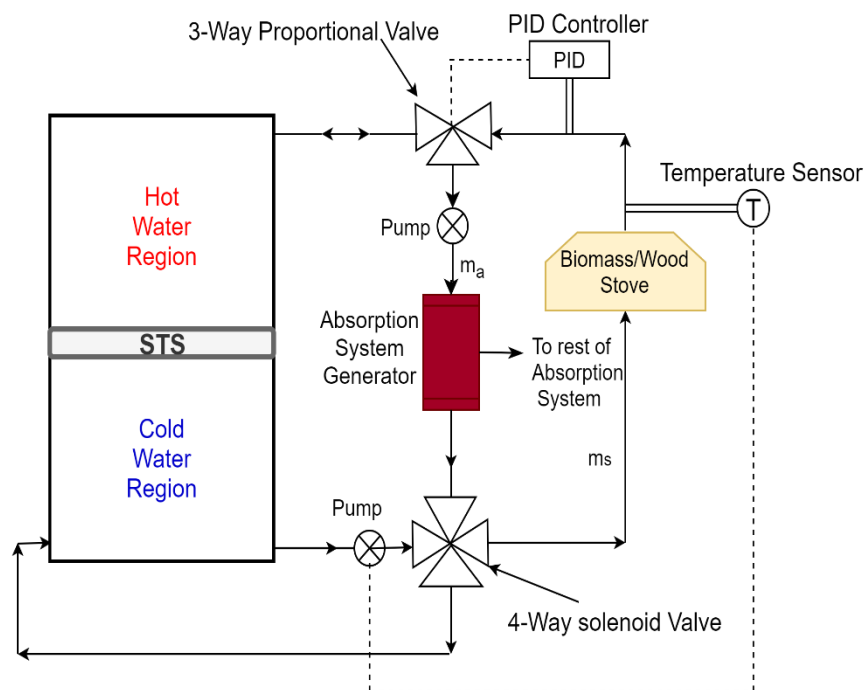 3-Way Proportional Valve
PID Controller
PID
Temperature Sensor
T
Hot
Water
Region
Pump
Biomass/Wood
Stove
ma
Absorption
System
Generator
To rest of
Absorption
System
STS
Cold
Water
Region
ms
Pump
4-Way solenoid Valve